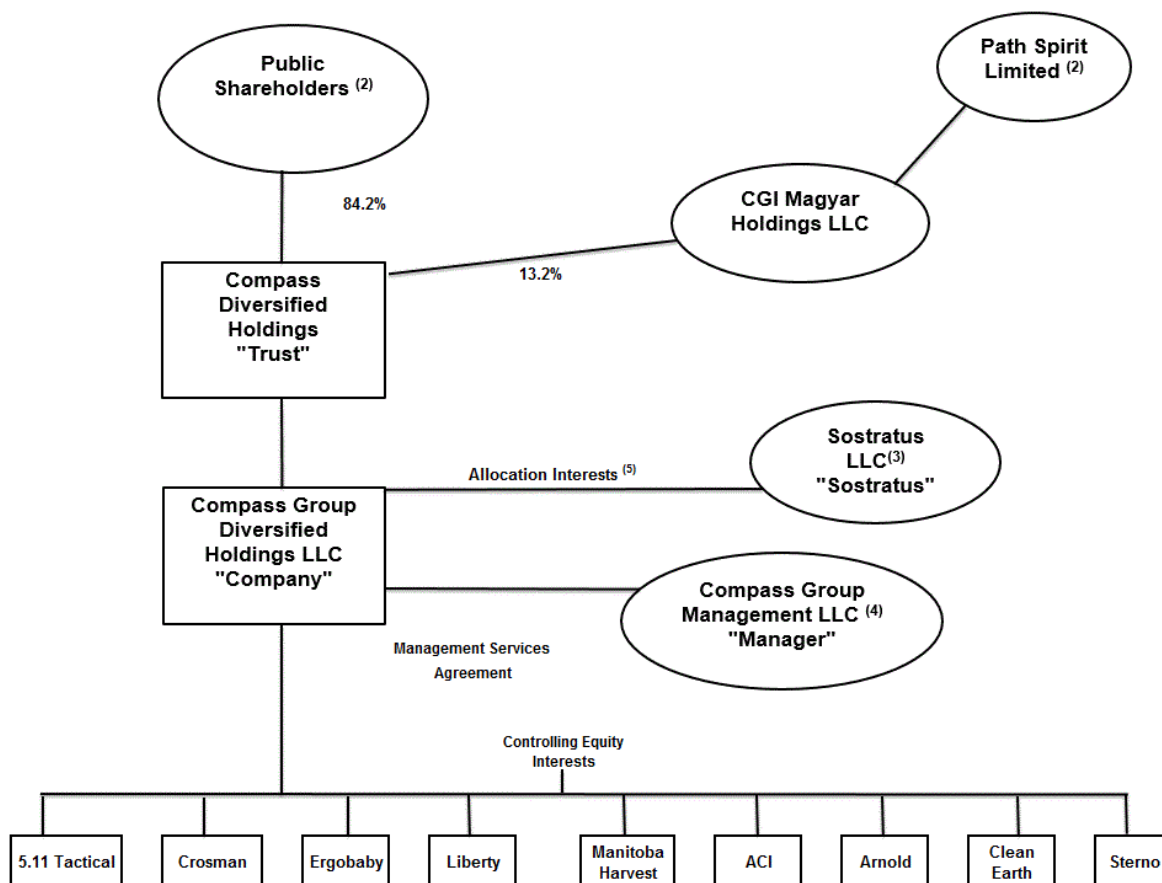 Public
Shareholders (2)
Path Spirit
Limited (2)
CGI Magyar
Holdings LLC
84.2%
13.2%
Compass
Diversified
Holdings
"Trust"
Sostratus
LLC(3)
"Sostratus"
Allocation Interests (5)
Compass Group
Diversified
Holdings LLC
"Company"
Compass Group
Management LLC (4)
"Manager"
Management Services
Agreement
Controlling Equity
Interests
5.11 Tactical
Crosman
Ergobaby
Liberty
Manitoba
Harvest
ACI
Arnold
Clean
Earth
Sterno